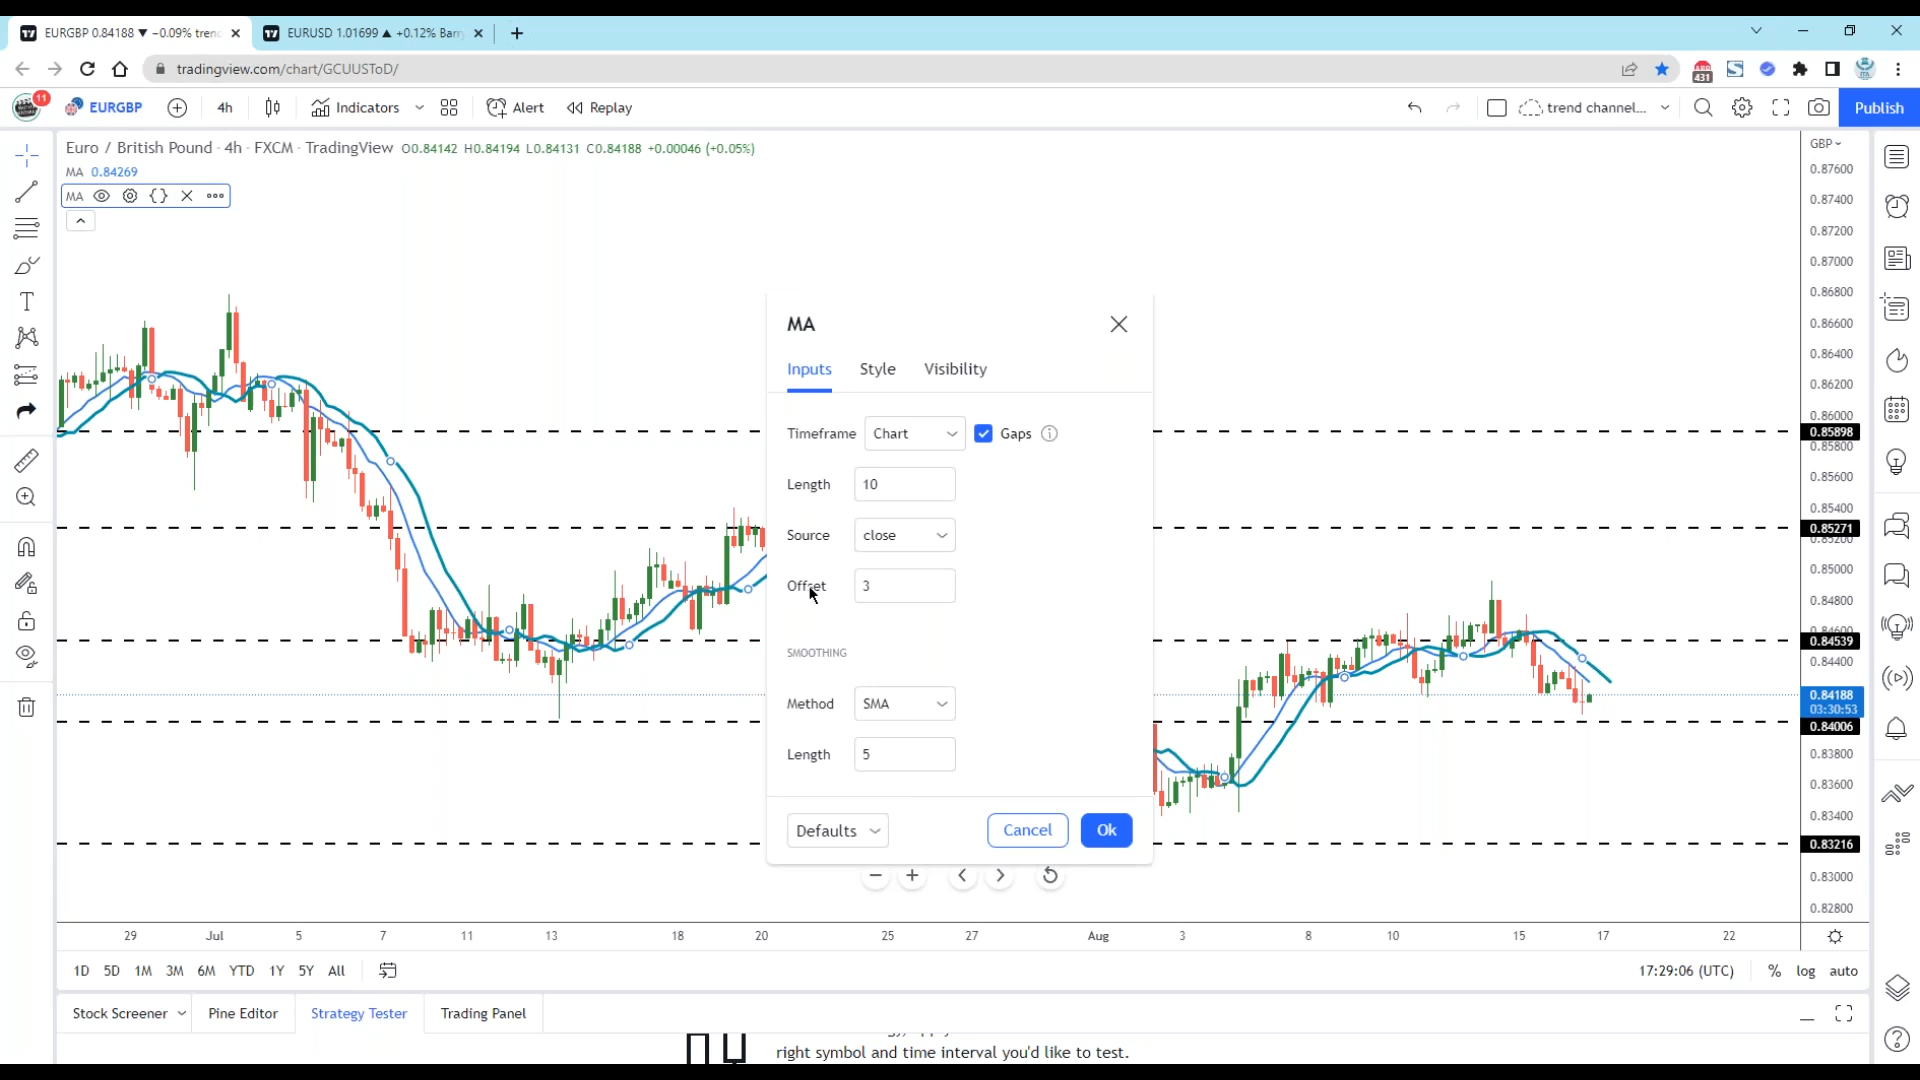 EURGBP 0.84188 ▼ −0.09% tren
EURUSD 1.01699 ▲ +0.12% Barr
tradingview.com/chart/GCUUSToD/
431
11
EURGBP
4h
Indicators
Alert
Replay
trend channel...
Publish
Euro / British Pound · 4h · FXCM · TradingView O0.84142 H0.84194 L0.84131 C0.84188 +0.00046 (+0.05%)
GBP
MA 0.84269
MA
0.87600
0.87400
0.87200
0.87000
0.86800
0.86600
0.86400
0.86200
0.86000
0.85898
0.85800
0.85600
0.85400
0.85271
0.85200
0.85000
0.84800
0.84600
0.84539
0.84400
0.84188
03:30:53
0.84006
0.83800
0.83600
0.83400
0.83216
0.83000
0.82800
MA
Inputs
Style
Visibility
Timeframe
Chart
Gaps
Length
10
Source
close
Offset
3
SMOOTHING
Method
SMA
Length
5
Defaults
Cancel
Ok
29
Jul
5
7
11
13
18
20
25
27
Aug
3
8
10
15
17
22
1D 5D 1M 3M 6M YTD 1Y 5Y All
17:29:06 (UTC)
%
log
auto
Stock Screener
Pine Editor
Strategy Tester
Trading Panel
right symbol and time interval you'd like to test.